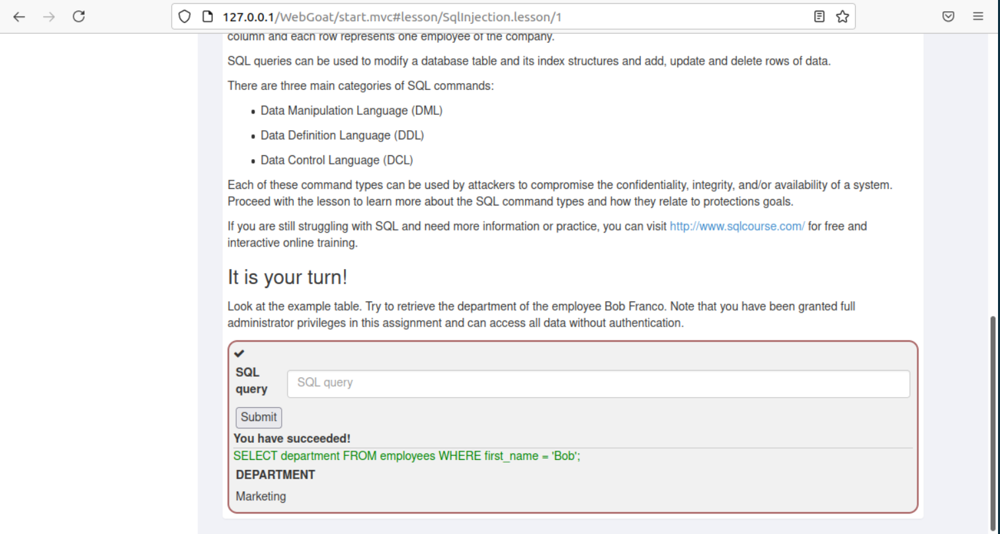 127.0.0.1/WebGoat/start.mvc#lesson/SqlInjection.lesson/1
column and each row represents one employee of the company.
SQL queries can be used to modify a database table and its index structures and add, update and delete rows of data.
There are three main categories of SQL commands:
• Data Manipulation Language (DML)
• Data Definition Language (DDL)
• Data Control Language (DCL)
Each of these command types can be used by attackers to compromise the confidentiality, integrity, and/or availability of a system.
Proceed with the lesson to learn more about the SQL command types and how they relate to protections goals.
If you are still struggling with SQL and need more information or practice, you can visit http://www.sqlcourse.com/ for free and
interactive online training.
It is your turn!
Look at the example table. Try to retrieve the department of the employee Bob Franco. Note that you have been granted full
administrator privileges in this assignment and can access all data without authentication.
SQL
query
SQL query
Submit
You have succeeded!
SELECT department FROM employees WHERE first_name = 'Bob';
DEPARTMENT
Marketing